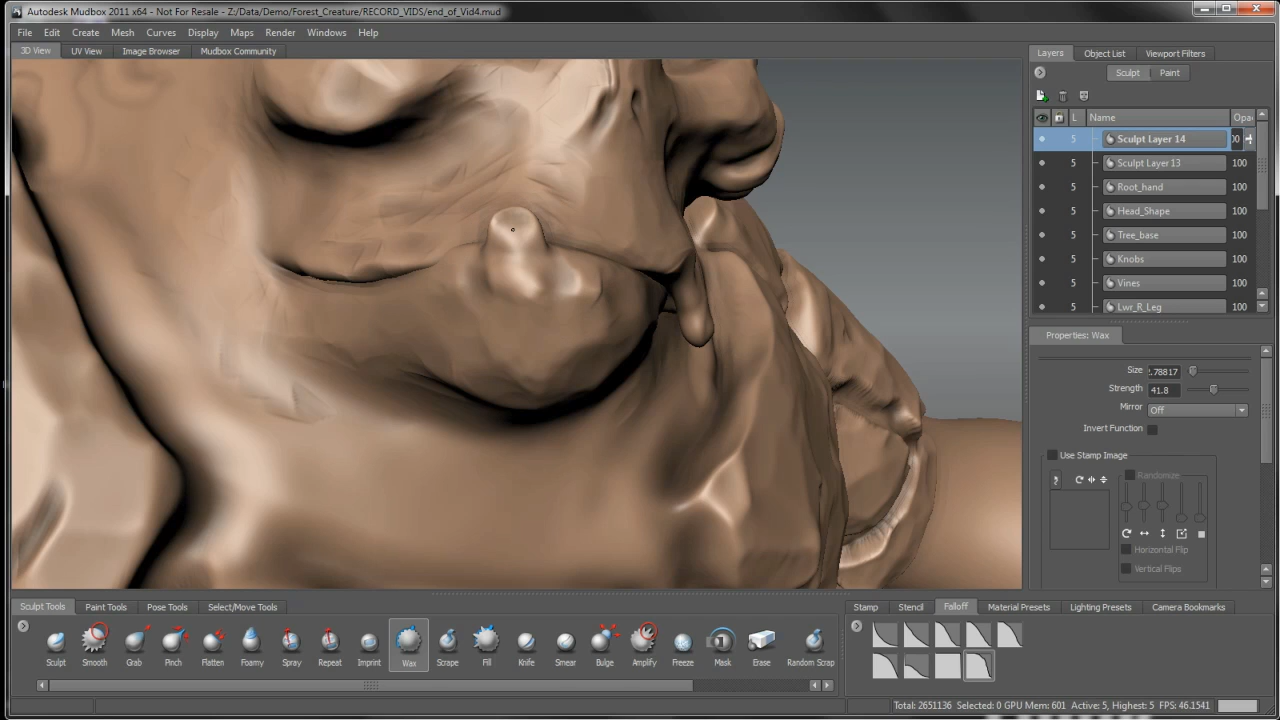 Autodesk Mudbox 2011 x64 - Not For Resale - Z:/Data/Demo/Forest_Creature/RECORD_VIDS/end_of_Vid4.mud
File Edit Create Mesh Curves Display Maps Render Windows Help
3D View UV View Image Browser Mudbox Community
Layers Object List Viewport Filters
Sculpt Paint
L Name Opa
5 Sculpt Layer 14 00
5 Sculpt Layer 13 100
5 Root_hand 100
5 Head_Shape 100
5 Tree_base 100
5 Knobs 100
5 Vines 100
5 Lwr_R_Leg 100
Properties: Wax
Size .78817
Strength 41.8
Mirror Off
Invert Function
Use Stamp Image
Randomize
Horizontal Flip
Vertical Flips
Sculpt Tools Paint Tools Pose Tools Select/Move Tools
Sculpt Smooth Grab Pinch Flatten Foamy Spray Repeat Imprint Wax Scrape Fill Knife Smear Bulge Amplify Freeze Mask Erase Random Scrap
Stamp Stencil Falloff Material Presets Lighting Presets Camera Bookmarks
Total: 2651136 Selected: 0 GPU Mem: 601 Active: 5, Highest: 5 FPS: 46.1541